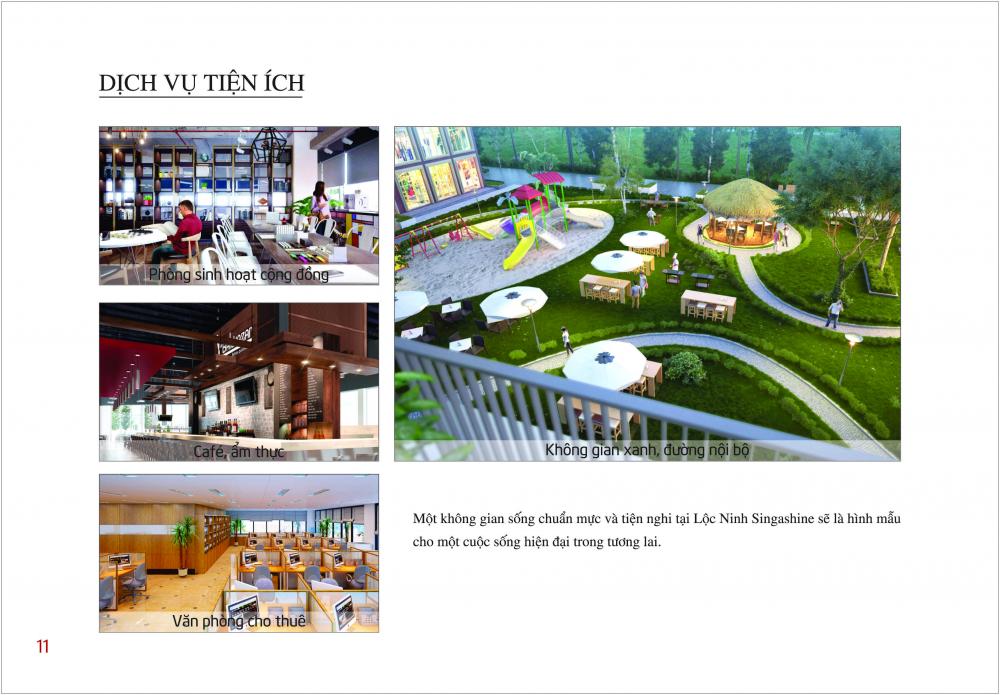 DỊCH VỤ TIỆN ÍCH
Phòng sinh hoạt cộng đồng
Café, ẩm thực
Văn phòng cho thuê
Không gian xanh, đường nội bộ
Một không gian sống chuẩn mực và tiện nghi tại Lộc Ninh Singashine sẽ là hình mẫu
cho một cuộc sống hiện đại trong tương lai.
11